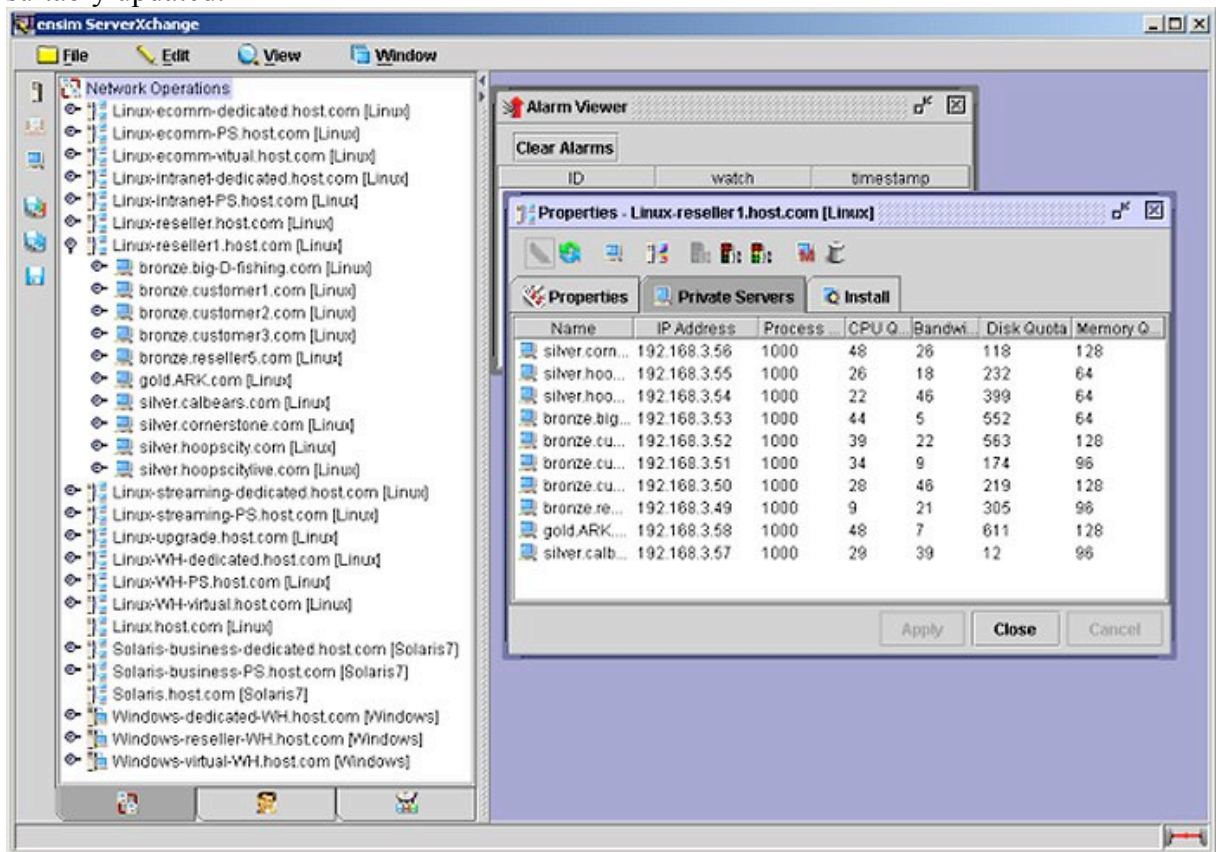 suitably updated.
ensim ServerXchange
File Edit View Window
Network Operations
Linux-ecomm-dedicated.host.com [Linux]
Linux-ecomm-PS.host.com [Linux]
Linux-ecomm-vitual.host.com [Linux]
Linux-intranet-dedicated.host.com [Linux]
Linux-intranet-PS.host.com [Linux]
Linux-reseller.host.com [Linux]
Linux-reseller1.host.com [Linux]
bronze.big-D-fishing.com [Linux]
bronze.customer1.com [Linux]
bronze.customer2.com [Linux]
bronze.customer3.com [Linux]
bronze.reseller5.com [Linux]
gold.ARK.com [Linux]
silver.calbears.com [Linux]
silver.cornerstone.com [Linux]
silver.hoopscity.com [Linux]
silver.hoopscitylive.com [Linux]
Linux-streaming-dedicated.host.com [Linux]
Linux-streaming-PS.host.com [Linux]
Linux-upgrade.host.com [Linux]
Linux-WH-dedicated.host.com [Linux]
Linux-WH-PS.host.com [Linux]
Linux-WH-virtual.host.com [Linux]
Linux.host.com [Linux]
Solaris-business-dedicated.host.com [Solaris7]
Solaris-business-PS.host.com [Solaris7]
Solaris.host.com [Solaris7]
Windows-dedicated-WH.host.com [Windows]
Windows-reseller-WH.host.com [Windows]
Windows-virtual-WH.host.com [Windows]
Alarm Viewer
Clear Alarms
ID watch timestamp
Properties - Linux-reseller1.host.com [Linux]
Properties Private Servers Install
Name IP Address Process ... CPU Q... Bandwi... Disk Quota Memory Q...
silver.corn... 192.168.3.56 1000 48 26 118 128
silver.hoo... 192.168.3.55 1000 26 18 232 64
silver.hoo... 192.168.3.54 1000 22 46 399 64
bronze.big... 192.168.3.53 1000 44 5 552 64
bronze.cu... 192.168.3.52 1000 39 22 563 128
bronze.cu... 192.168.3.51 1000 34 9 174 96
bronze.cu... 192.168.3.50 1000 28 46 219 128
bronze.re... 192.168.3.49 1000 9 21 305 96
gold.ARK.... 192.168.3.58 1000 48 7 611 128
silver.calb... 192.168.3.57 1000 29 39 12 96
Apply Close Cancel